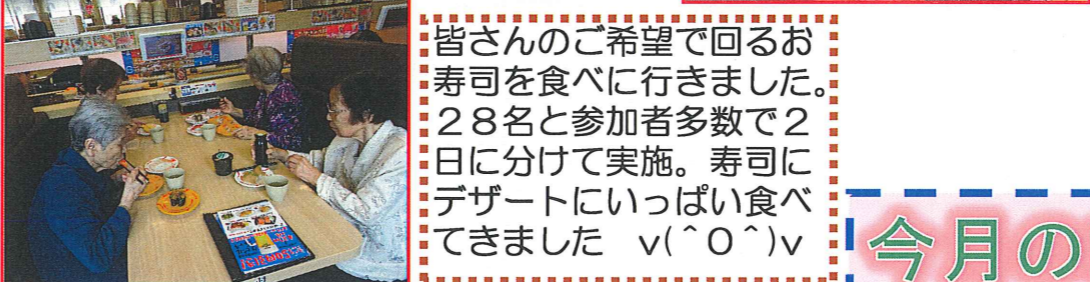 皆さんのご希望で回るお
寿司を食べに行きました。
２８名と参加者多数で２
日に分けて実施。寿司に
デザートにいっぱい食べ
てきました　v(^O^)v
今月の